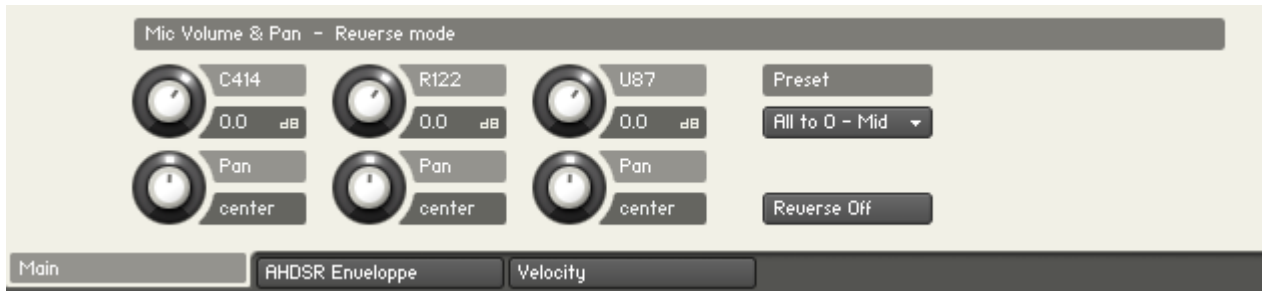 Mic Volume & Pan - Reverse mode
C414 R122 U87 Preset
0.0 dB 0.0 dB 0.0 dB All to 0 - Mid
Pan Pan Pan
center center center Reverse Off
Main AHDSR Enveloppe Velocity